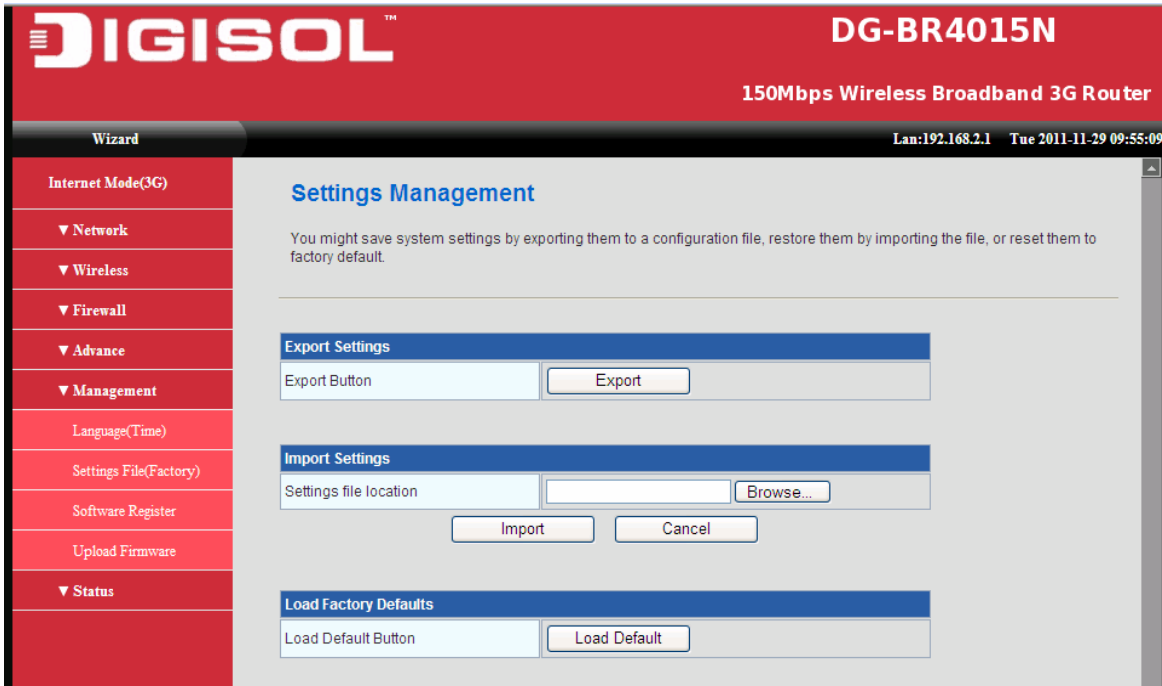 DIGISOL™
DG-BR4015N
150Mbps Wireless Broadband 3G Router
Wizard
Lan:192.168.2.1 Tue 2011-11-29 09:55:09
Internet Mode(3G)
▼ Network
▼ Wireless
▼ Firewall
▼ Advance
▼ Management
Language(Time)
Settings File(Factory)
Software Register
Upload Firmware
▼ Status
Settings Management
You might save system settings by exporting them to a configuration file, restore them by importing the file, or reset them to
factory default.
Export Settings
Export Button Export
Import Settings
Settings file location Browse...
Import Cancel
Load Factory Defaults
Load Default Button Load Default